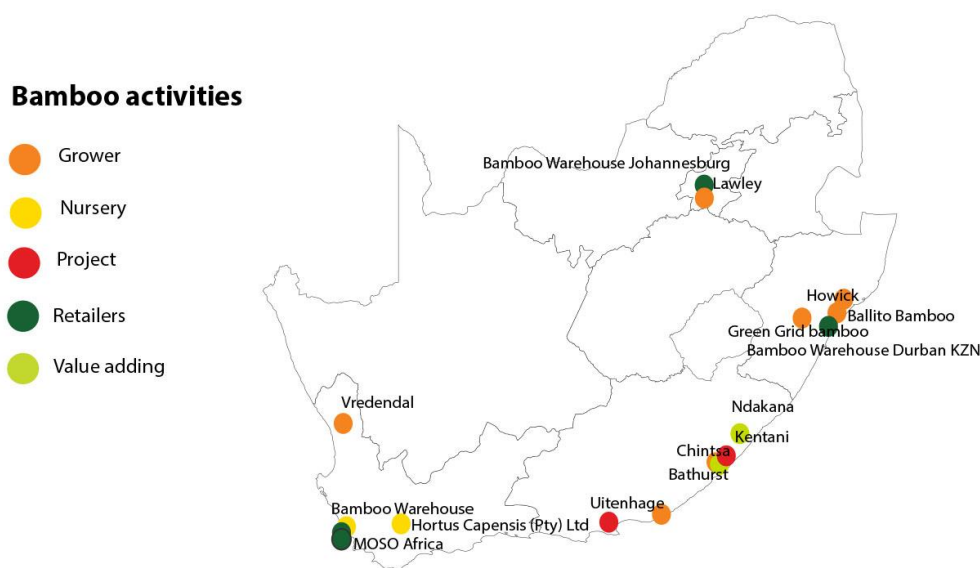 Bamboo activities
Grower
Nursery
Project
Retailers
Value adding
Bamboo Warehouse Johannesburg
Lawley
Howick
Ballito Bamboo
Green Grid bamboo
Bamboo Warehouse Durban KZN
Vredendal
Ndakana
Kentani
Chintsa
Bathurst
Uitenhage
Bamboo Warehouse
Hortus Capensis (Pty) Ltd
MOSO Africa